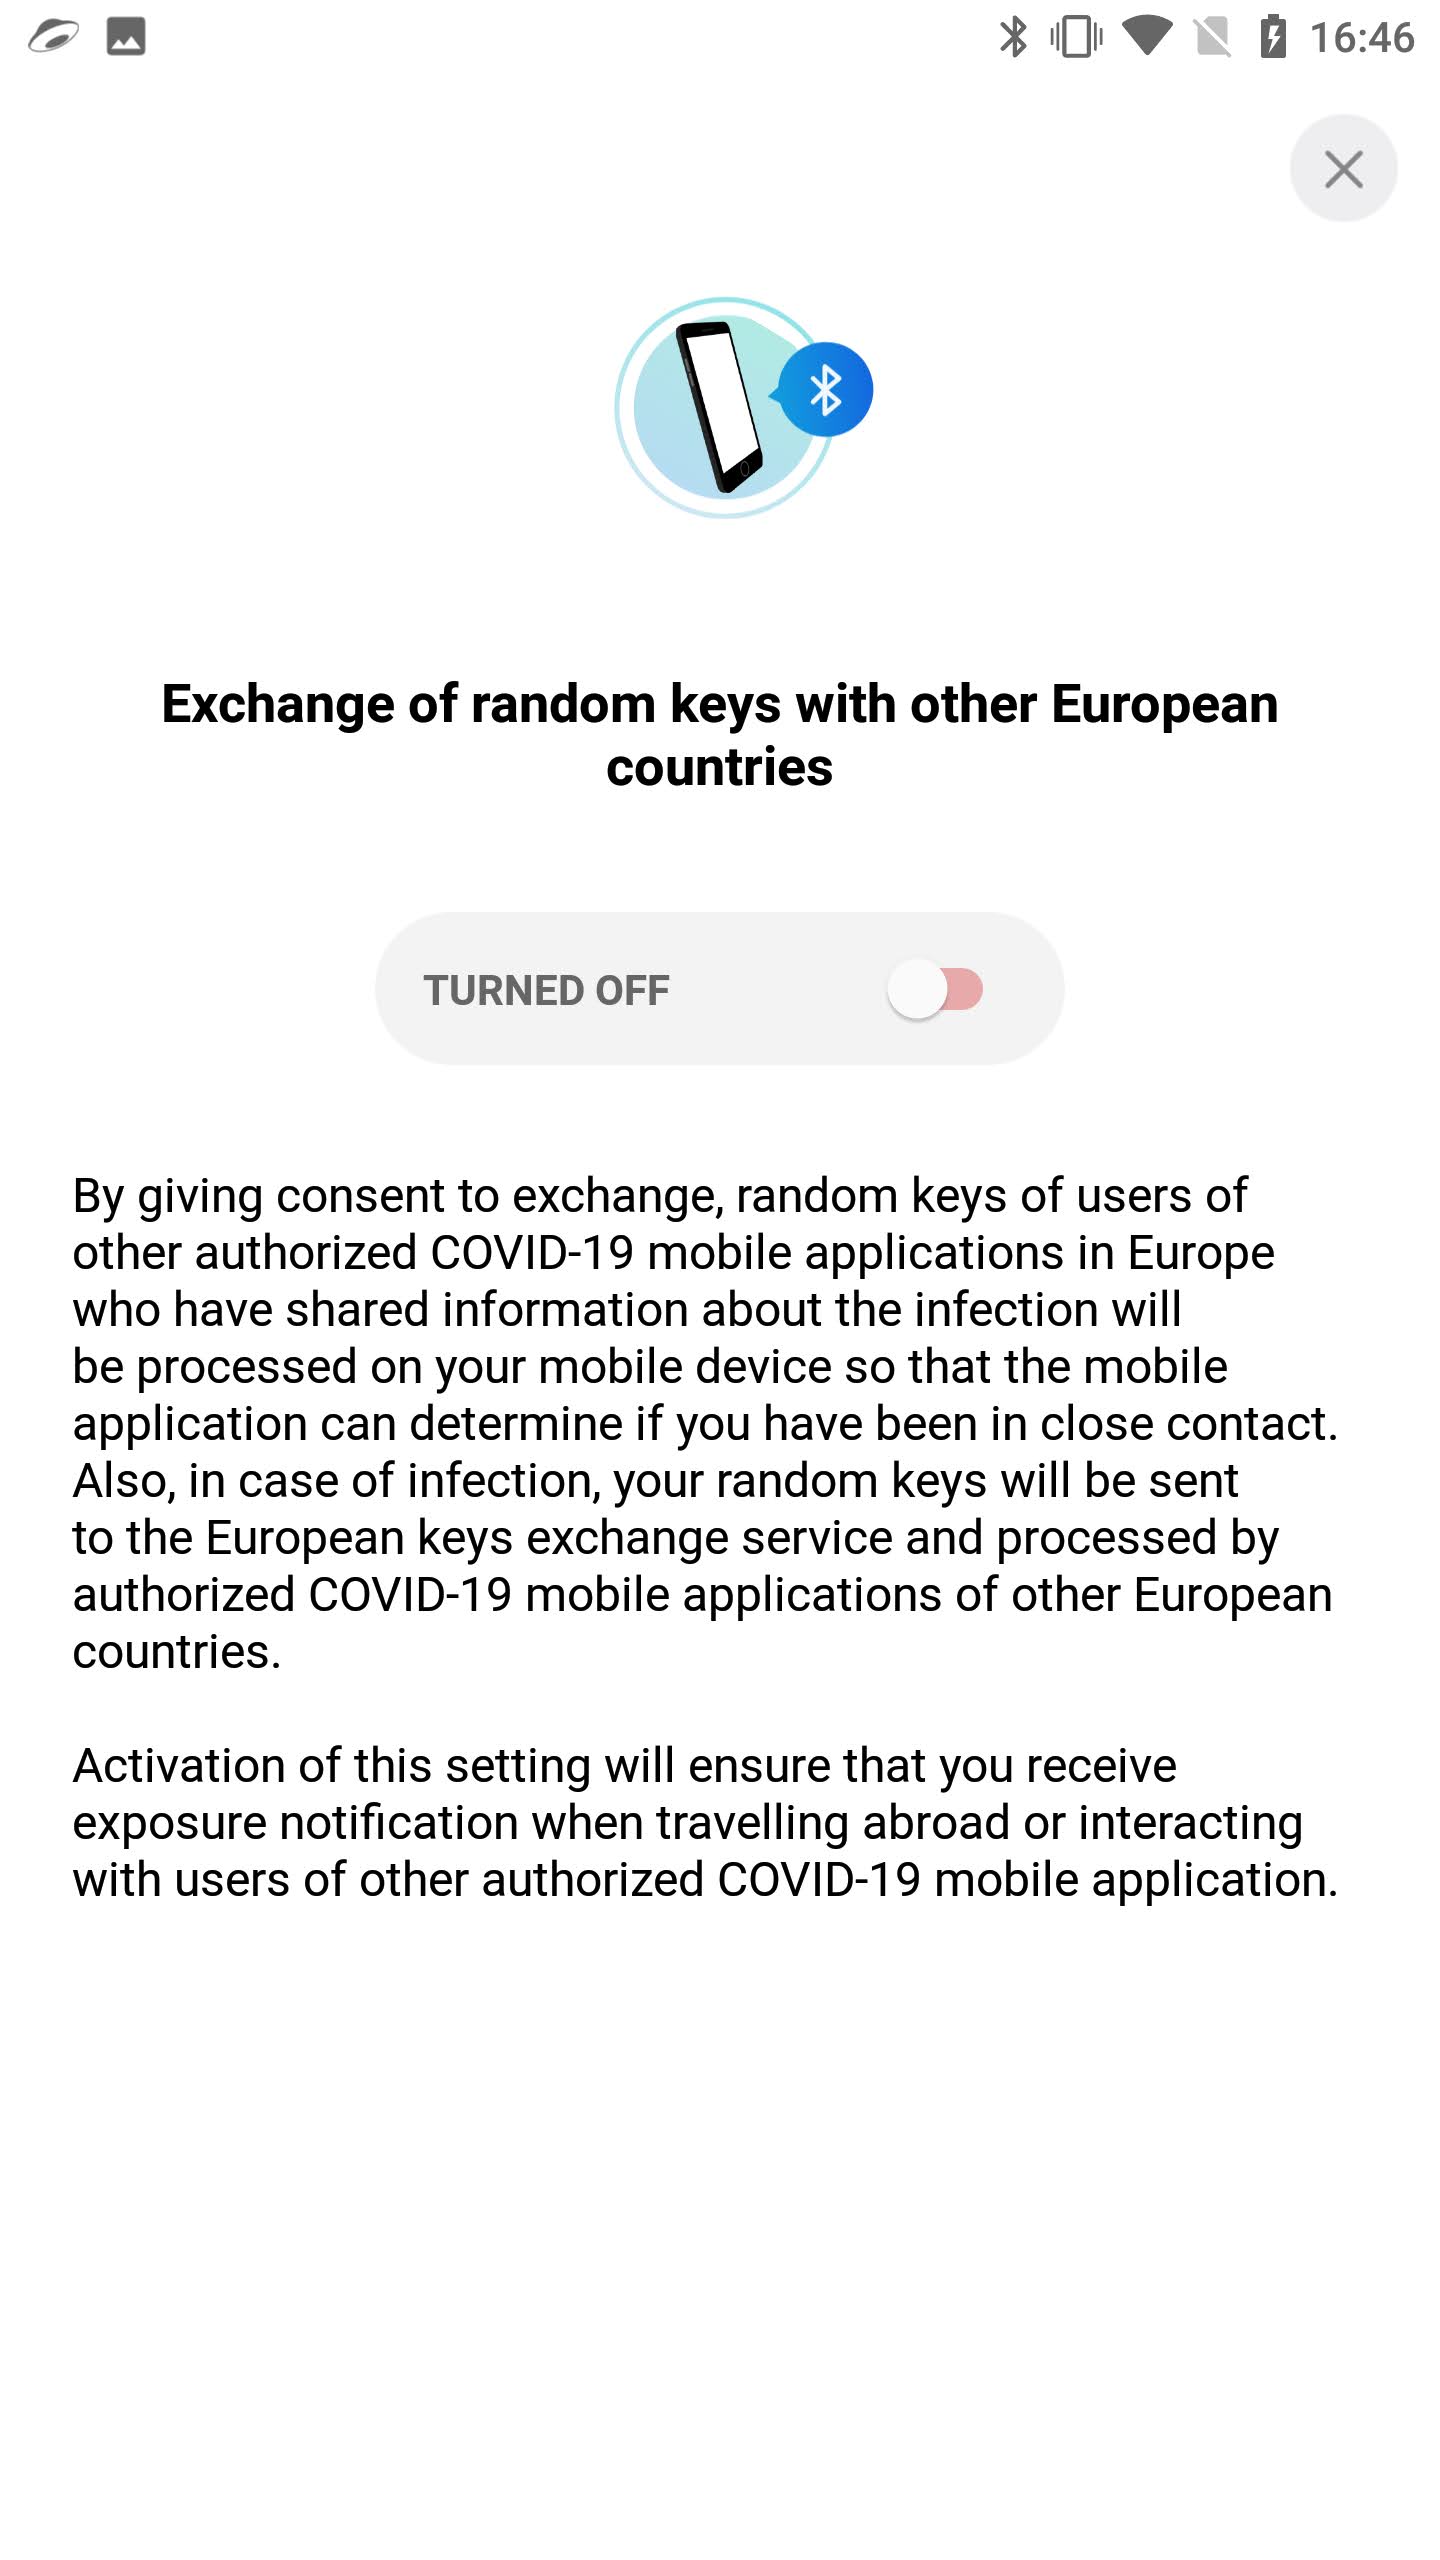 16:46
Exchange of random keys with other European
countries
TURNED OFF
By giving consent to exchange, random keys of users of
other authorized COVID-19 mobile applications in Europe
who have shared information about the infection will
be processed on your mobile device so that the mobile
application can determine if you have been in close contact.
Also, in case of infection, your random keys will be sent
to the European keys exchange service and processed by
authorized COVID-19 mobile applications of other European
countries.
Activation of this setting will ensure that you receive
exposure notification when travelling abroad or interacting
with users of other authorized COVID-19 mobile application.